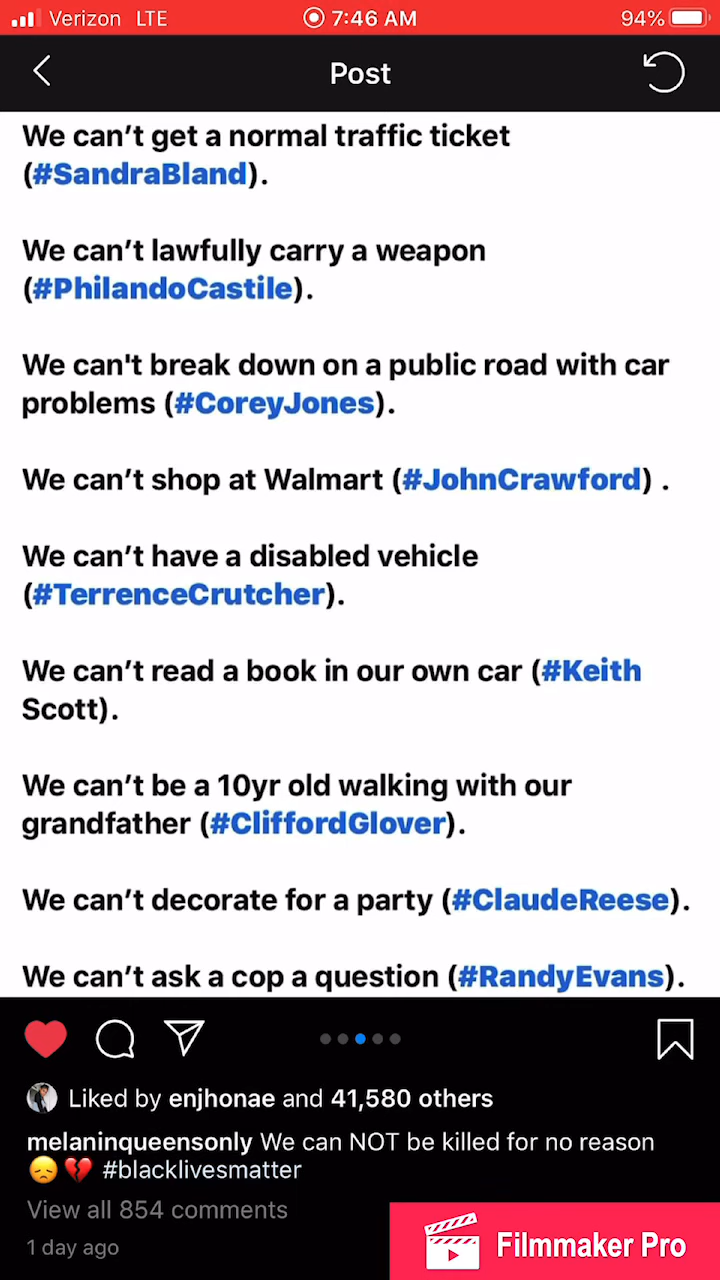 Verizon LTE 7:46 AM 94%
Post
We can’t get a normal traffic ticket
(#SandraBland).
We can’t lawfully carry a weapon
(#PhilandoCastile).
We can't break down on a public road with car
problems (#CoreyJones).
We can’t shop at Walmart (#JohnCrawford) .
We can’t have a disabled vehicle
(#TerrenceCrutcher).
We can’t read a book in our own car (#Keith
Scott).
We can’t be a 10yr old walking with our
grandfather (#CliffordGlover).
We can’t decorate for a party (#ClaudeReese).
We can’t ask a cop a question (#RandyEvans).
Liked by enjhonae and 41,580 others
melaninqueensonly We can NOT be killed for no reason
😞💔 #blacklivesmatter
View all 854 comments
1 day ago
Filmmaker Pro